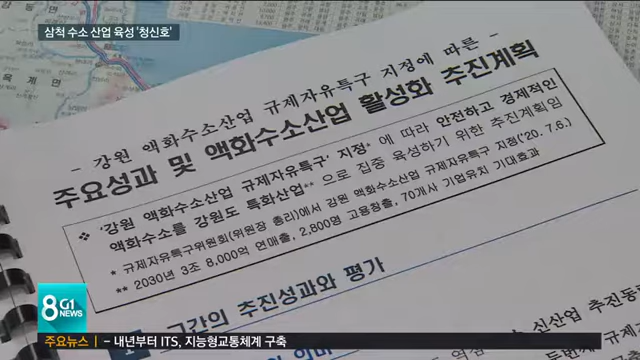 삼척 수소 산업 육성 '청신호'
- 강원 액화수소산업 규제자유특구 지정에 따른 -
주요성과 및 액화수소산업 활성화 추진계획
❖ '강원 액화수소산업 규제자유특구' 지정* 에 따라 안전하고 경제적인
액화수소를 강원도 특화산업** 으로 집중 육성하기 위한 추진계획임
* 규제자유특구위원회(위원장 총리)에서 강원 액화수소산업 규제자유특구 지정('20. 7.6.)
** 2030년 3조 8,000억 연매출, 2,800명 고용창출, 70개사 기업유치 기대효과
그간의 추진성과와 평가
신산업 추진동
8 G1 NEWS
주요뉴스 - 내년부터 ITS, 지능형교통체계 구축